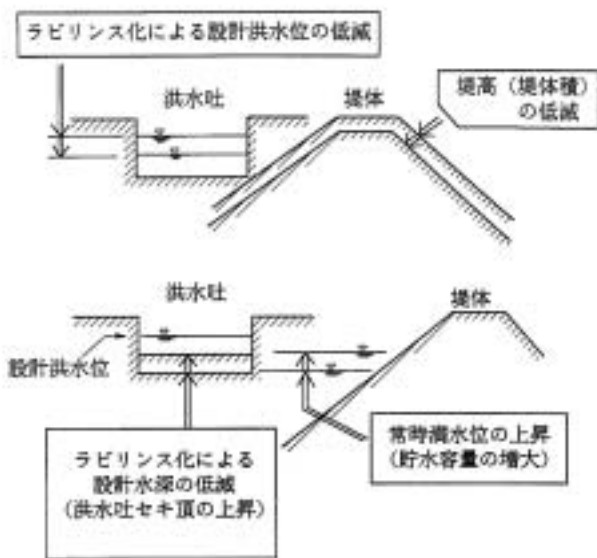 ラビリンス化による設計洪水位の低減
洪水吐
堤体
堤高（堤体積）
の低減
洪水吐
堤体
設計洪水位
ラビリンス化による
設計水深の低減
(洪水吐セキ頂の上昇)
常時満水位の上昇
(貯水容量の増大)